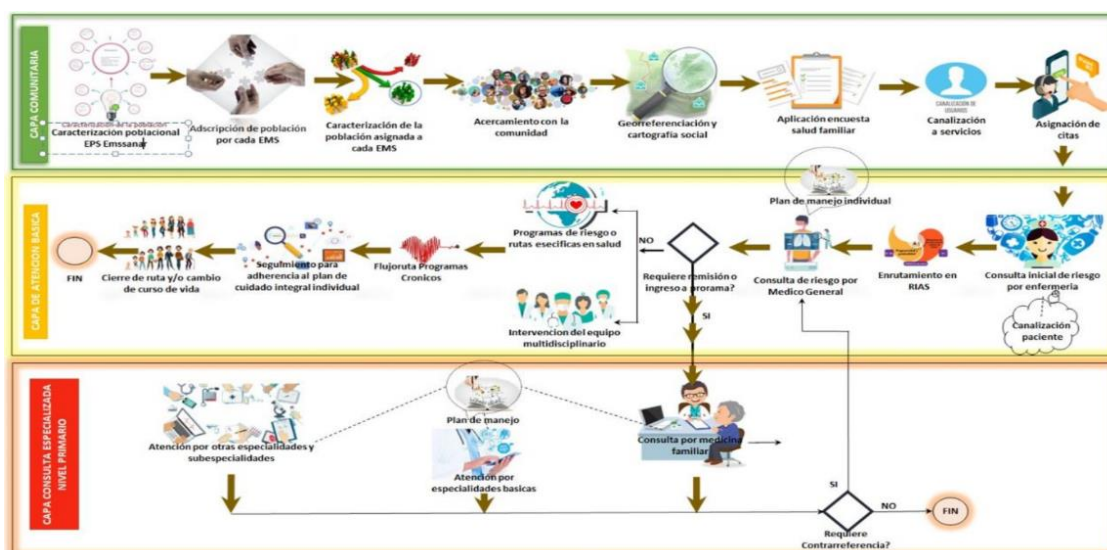 CAPA COMUNITARIA
Caracterización poblacional
EPS Emssanar
Adscripción de población
por cada EMS
Caracterización de la
población asignada a
cada EMS
Acercamiento con la
comunidad
Georreferenciación y
cartografía social
Aplicación encuesta
salud familiar
CANALIZACIÓN DE
USUARIOS
Canalización
a servicios
Asignación de
citas
CAPA DE ATENCION BASICA
FIN
Cierre de ruta y/o cambio
de curso de vida
Seguimiento para
adherencia al plan de
cuidado integral individual
Flujoruta Programas
Cronicos
Programas de riesgo o
rutas esecificas en salud
NO
Intervencion del equipo
multidisciplinario
Requiere remisión o
ingreso a prorama?
SI
Plan de manejo individual
Consulta de riesgo por
Medico General
Enrutamiento en
RIAS
Consulta inicial de riesgo
por enfermeria
Canalización
paciente
CAPA CONSULTA ESPECIALIZADA
NIVEL PRIMARIO
Atención por otras especialidades y
subespecialidades
Plan de manejo
Atención por
especialidades basicas
Consulta por medicina
familiar
SI
NO
FIN
Requiere
Contrarreferencia?